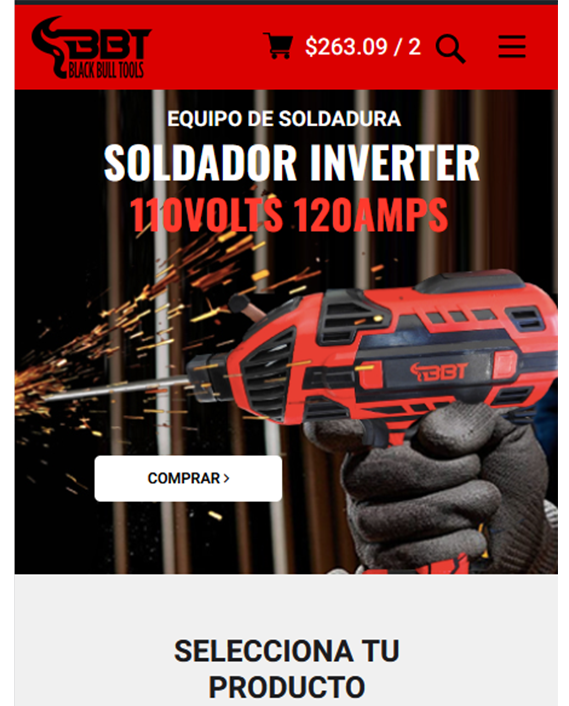 BBT
BLACK BULL TOOLS
$263.09 / 2
EQUIPO DE SOLDADURA
SOLDADOR INVERTER
110VOLTS 120AMPS
BBT
COMPRAR >
SELECCIONA TU
PRODUCTO